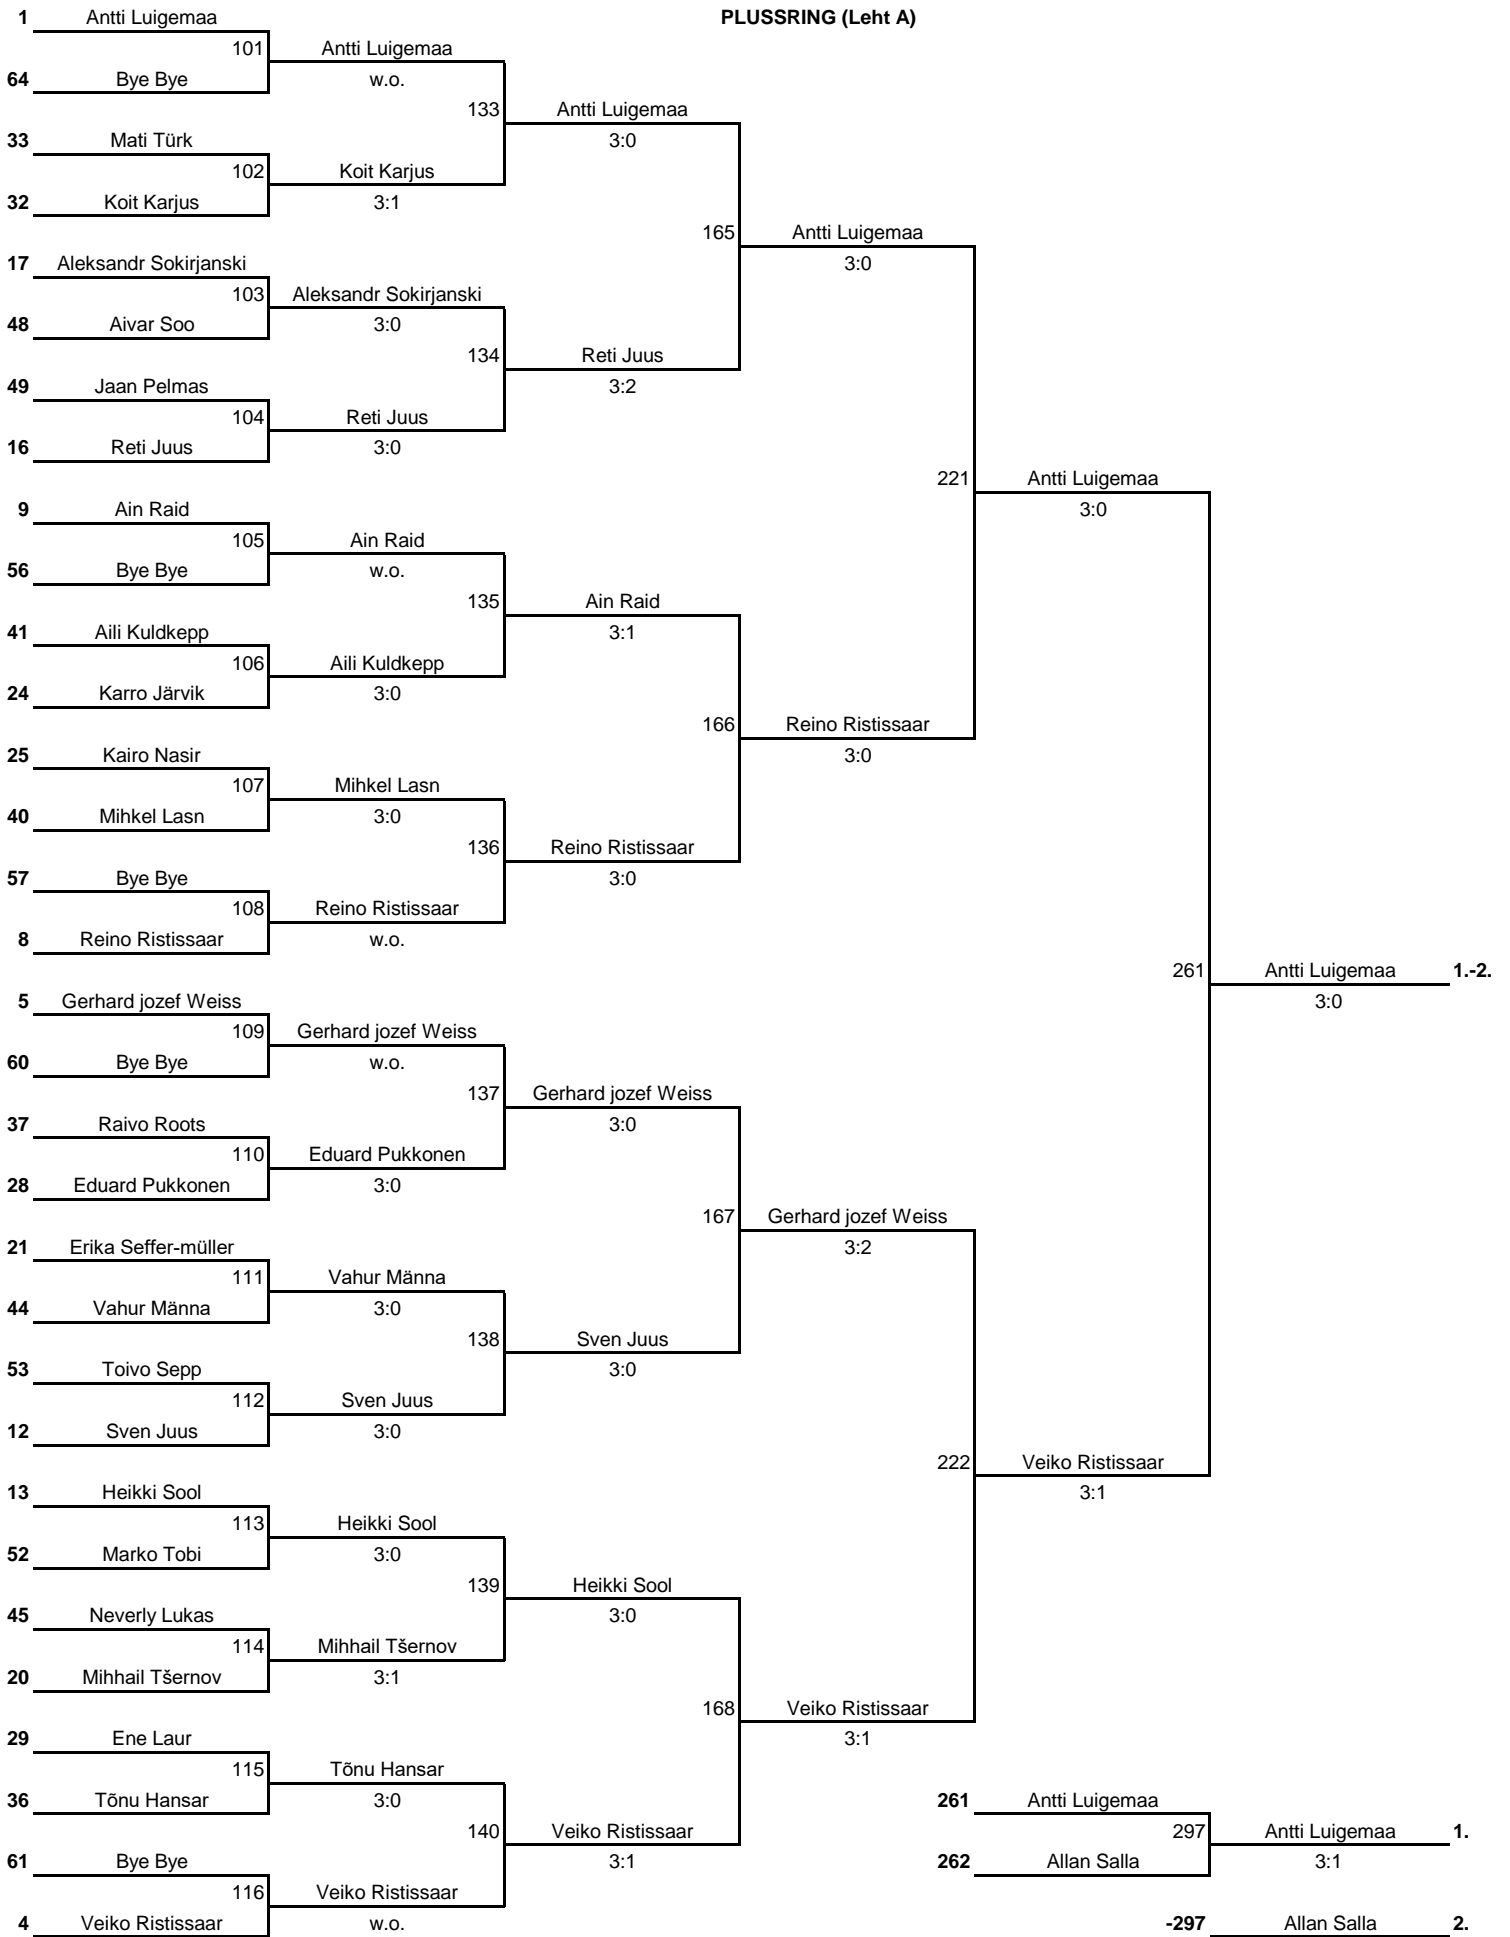 1 Antti Luigemaa PLUSSRING (Leht A)
101 Antti Luigemaa
64 Bye Bye w.o.
133 Antti Luigemaa
33 Mati Türk 3:0
102 Koit Karjus
32 Koit Karjus 3:1
165 Antti Luigemaa
17 Aleksandr Sokirjanski 3:0
103 Aleksandr Sokirjanski
48 Aivar Soo 3:0
134 Reti Juus
49 Jaan Pelmas 3:2
104 Reti Juus
16 Reti Juus 3:0
221 Antti Luigemaa
9 Ain Raid 3:0
105 Ain Raid
56 Bye Bye w.o.
135 Ain Raid
41 Aili Kuldkepp 3:1
106 Aili Kuldkepp
24 Karro Järvik 3:0
166 Reino Ristissaar
25 Kairo Nasir 3:0
107 Mihkel Lasn
40 Mihkel Lasn 3:0
136 Reino Ristissaar
57 Bye Bye 3:0
108 Reino Ristissaar
8 Reino Ristissaar w.o.
261 Antti Luigemaa 1.-2.
5 Gerhard jozef Weiss 3:0
109 Gerhard jozef Weiss
60 Bye Bye w.o.
137 Gerhard jozef Weiss
37 Raivo Roots 3:0
110 Eduard Pukkonen
28 Eduard Pukkonen 3:0
167 Gerhard jozef Weiss
21 Erika Seffer-müller 3:2
111 Vahur Männa
44 Vahur Männa 3:0
138 Sven Juus
53 Toivo Sepp 3:0
112 Sven Juus
12 Sven Juus 3:0
222 Veiko Ristissaar
13 Heikki Sool 3:1
113 Heikki Sool
52 Marko Tobi 3:0
139 Heikki Sool
45 Neverly Lukas 3:0
114 Mihhail Tšernov
20 Mihhail Tšernov 3:1
168 Veiko Ristissaar
29 Ene Laur 3:1
115 Tõnu Hansar
36 Tõnu Hansar 3:0 261 Antti Luigemaa
140 Veiko Ristissaar 297 Antti Luigemaa 1.
61 Bye Bye 3:1 262 Allan Salla 3:1
116 Veiko Ristissaar
4 Veiko Ristissaar w.o. -297 Allan Salla 2.